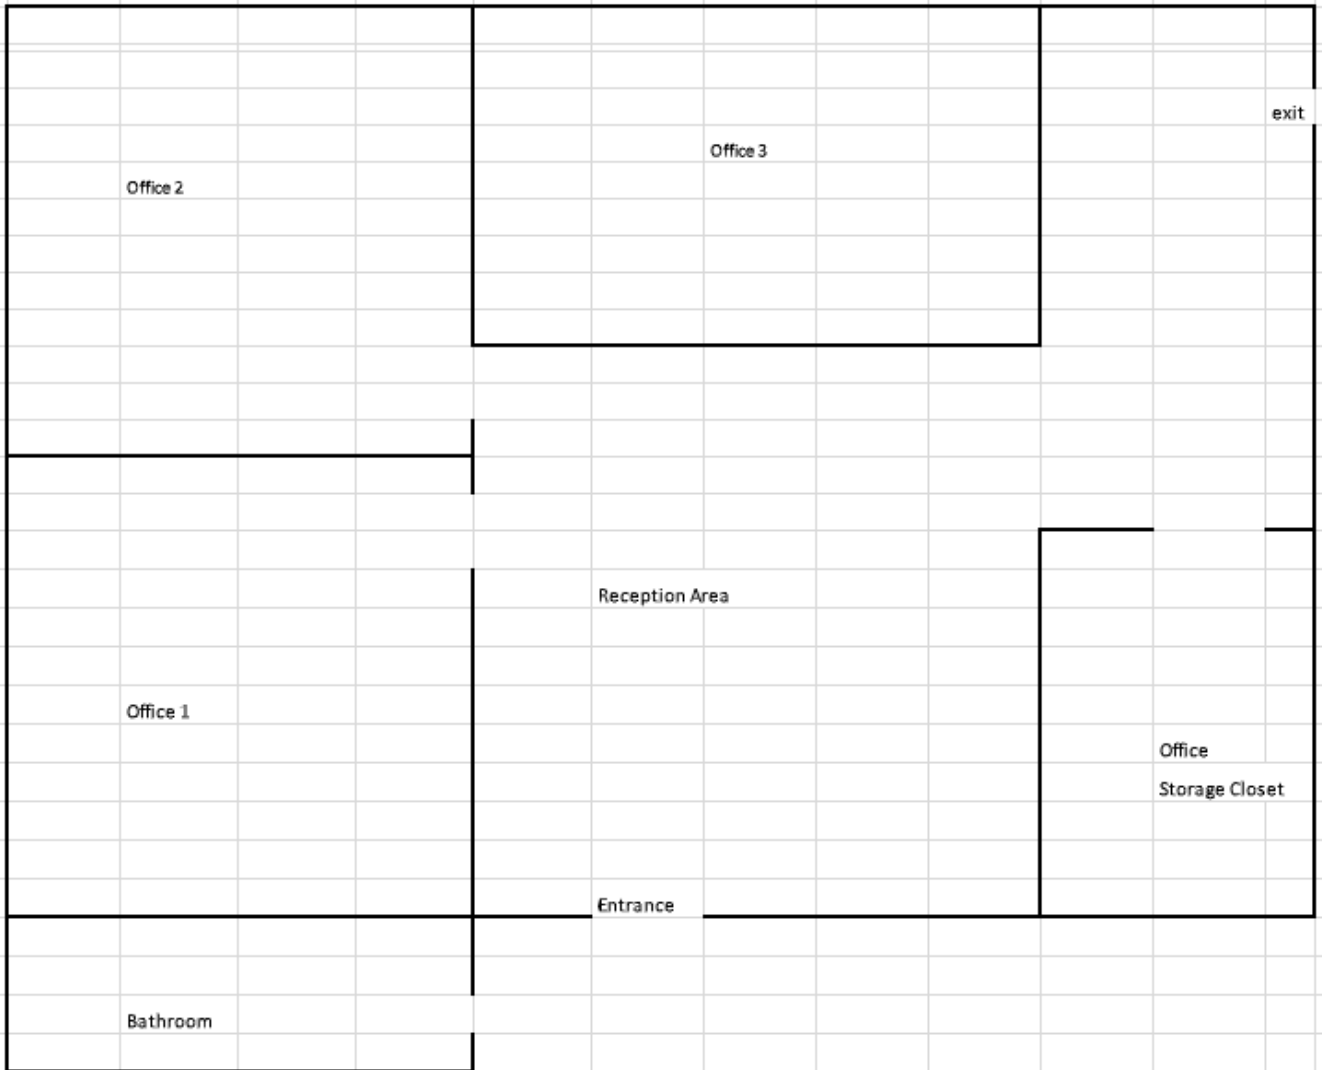 exit
Office 3
Office 2
Reception Area
Office 1
Office
Storage Closet
Entrance
Bathroom